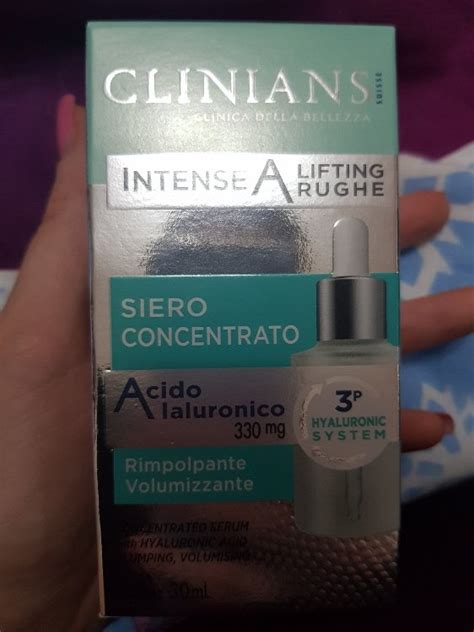 CLINIANS
SUISSE
CLINICA DELLA BELLEZZA
INTENSE A LIFTING
RUGHE
SIERO
CONCENTRATO
Acido
Ialuronico
330 mg
3P
HYALURONIC
SYSTEM
Rimpolpante
Volumizzante
CONCENTRATED SERUM
HYALURONIC ACID
VOLUMISING
30mL